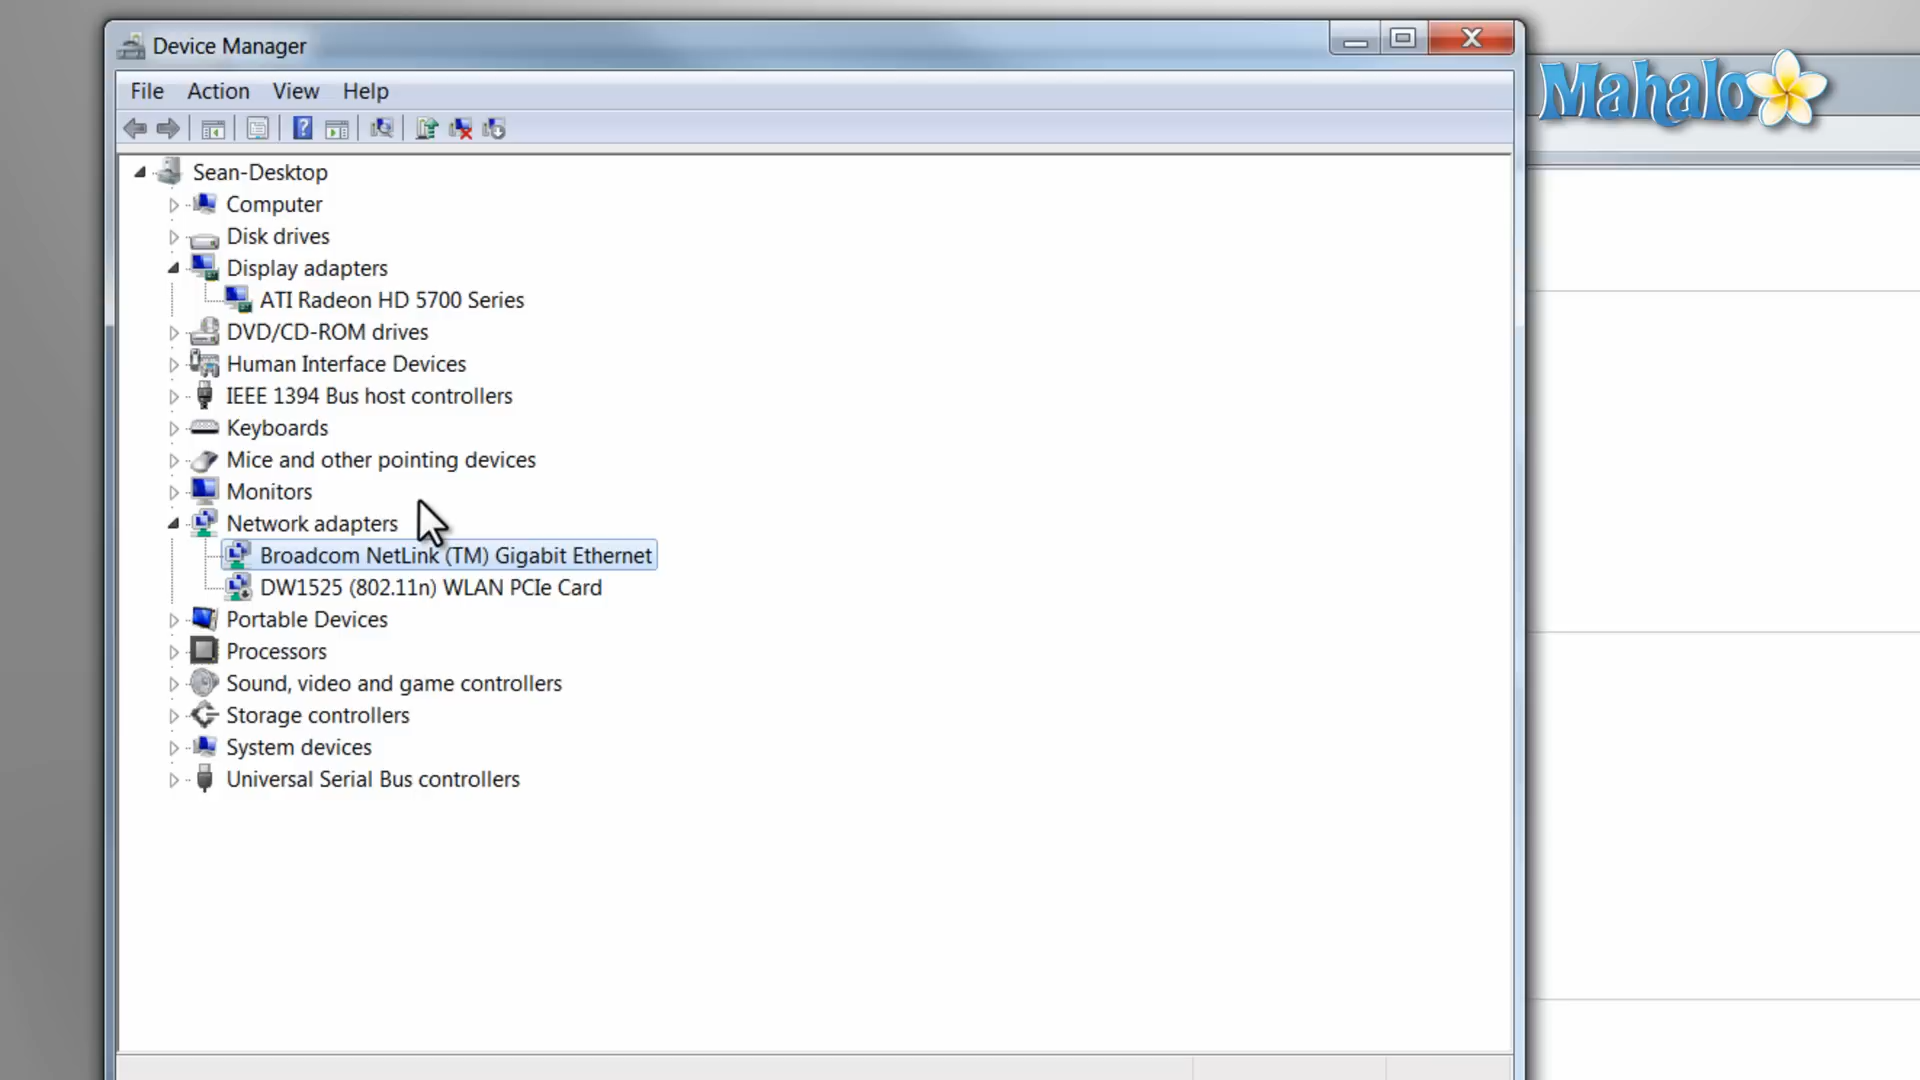 Device Manager
Mahalo
File Action View Help
Sean-Desktop
Computer
Disk drives
Display adapters
ATI Radeon HD 5700 Series
DVD/CD-ROM drives
Human Interface Devices
IEEE 1394 Bus host controllers
Keyboards
Mice and other pointing devices
Monitors
Network adapters
Broadcom NetLink (TM) Gigabit Ethernet
DW1525 (802.11n) WLAN PCIe Card
Portable Devices
Processors
Sound, video and game controllers
Storage controllers
System devices
Universal Serial Bus controllers